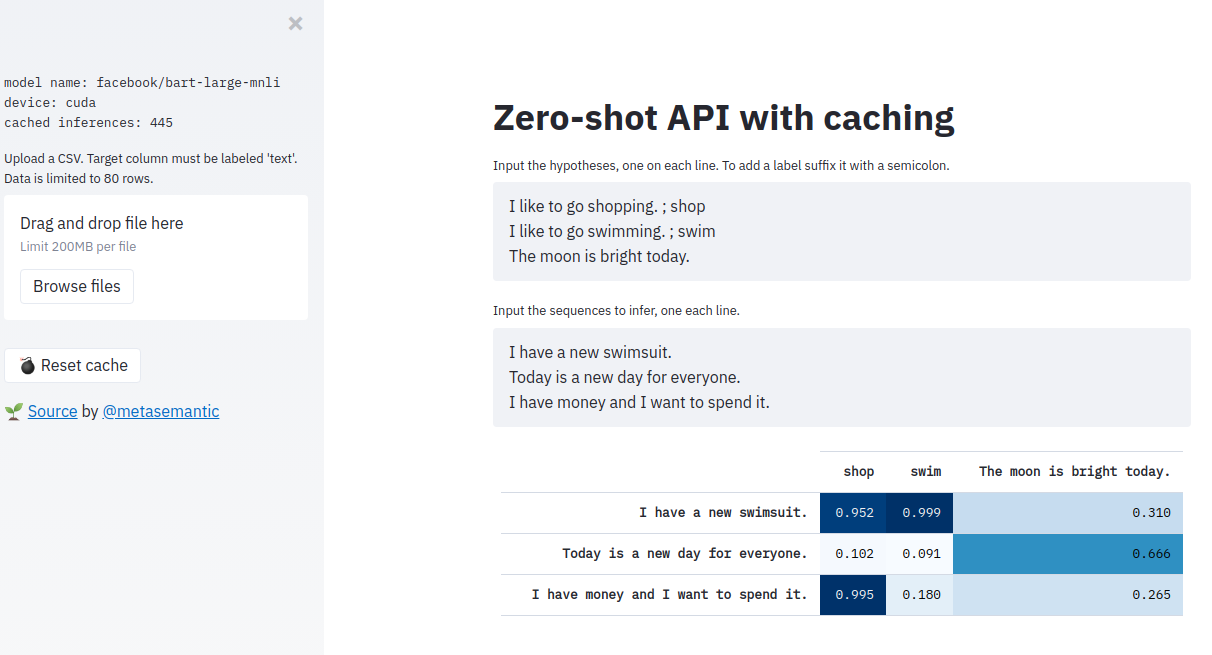 model name: facebook/bart-large-mnli
device: cuda
cached inferences: 445
Upload a CSV. Target column must be labeled 'text'.
Data is limited to 80 rows.
Drag and drop file here
Limit 200MB per file
Browse files
💣 Reset cache
🌱 Source by @metasemantic
Zero-shot API with caching
Input the hypotheses, one on each line. To add a label suffix it with a semicolon.
I like to go shopping. ; shop
I like to go swimming. ; swim
The moon is bright today.
Input the sequences to infer, one each line.
I have a new swimsuit.
Today is a new day for everyone.
I have money and I want to spend it.
shop swim The moon is bright today.
I have a new swimsuit. 0.952 0.999 0.310
Today is a new day for everyone. 0.102 0.091 0.666
I have money and I want to spend it. 0.995 0.180 0.265